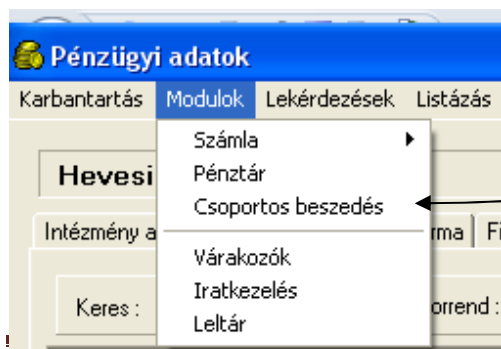 Pénzügyi adatok
Karbantartás Modulok Lekérdezések Listázás
Számla
Pénztár
Csoportos beszedés
Várakozók
Iratkezelés
Leltár
Hevesi
Intézmény a rma Fi
Keres : orrend :
!